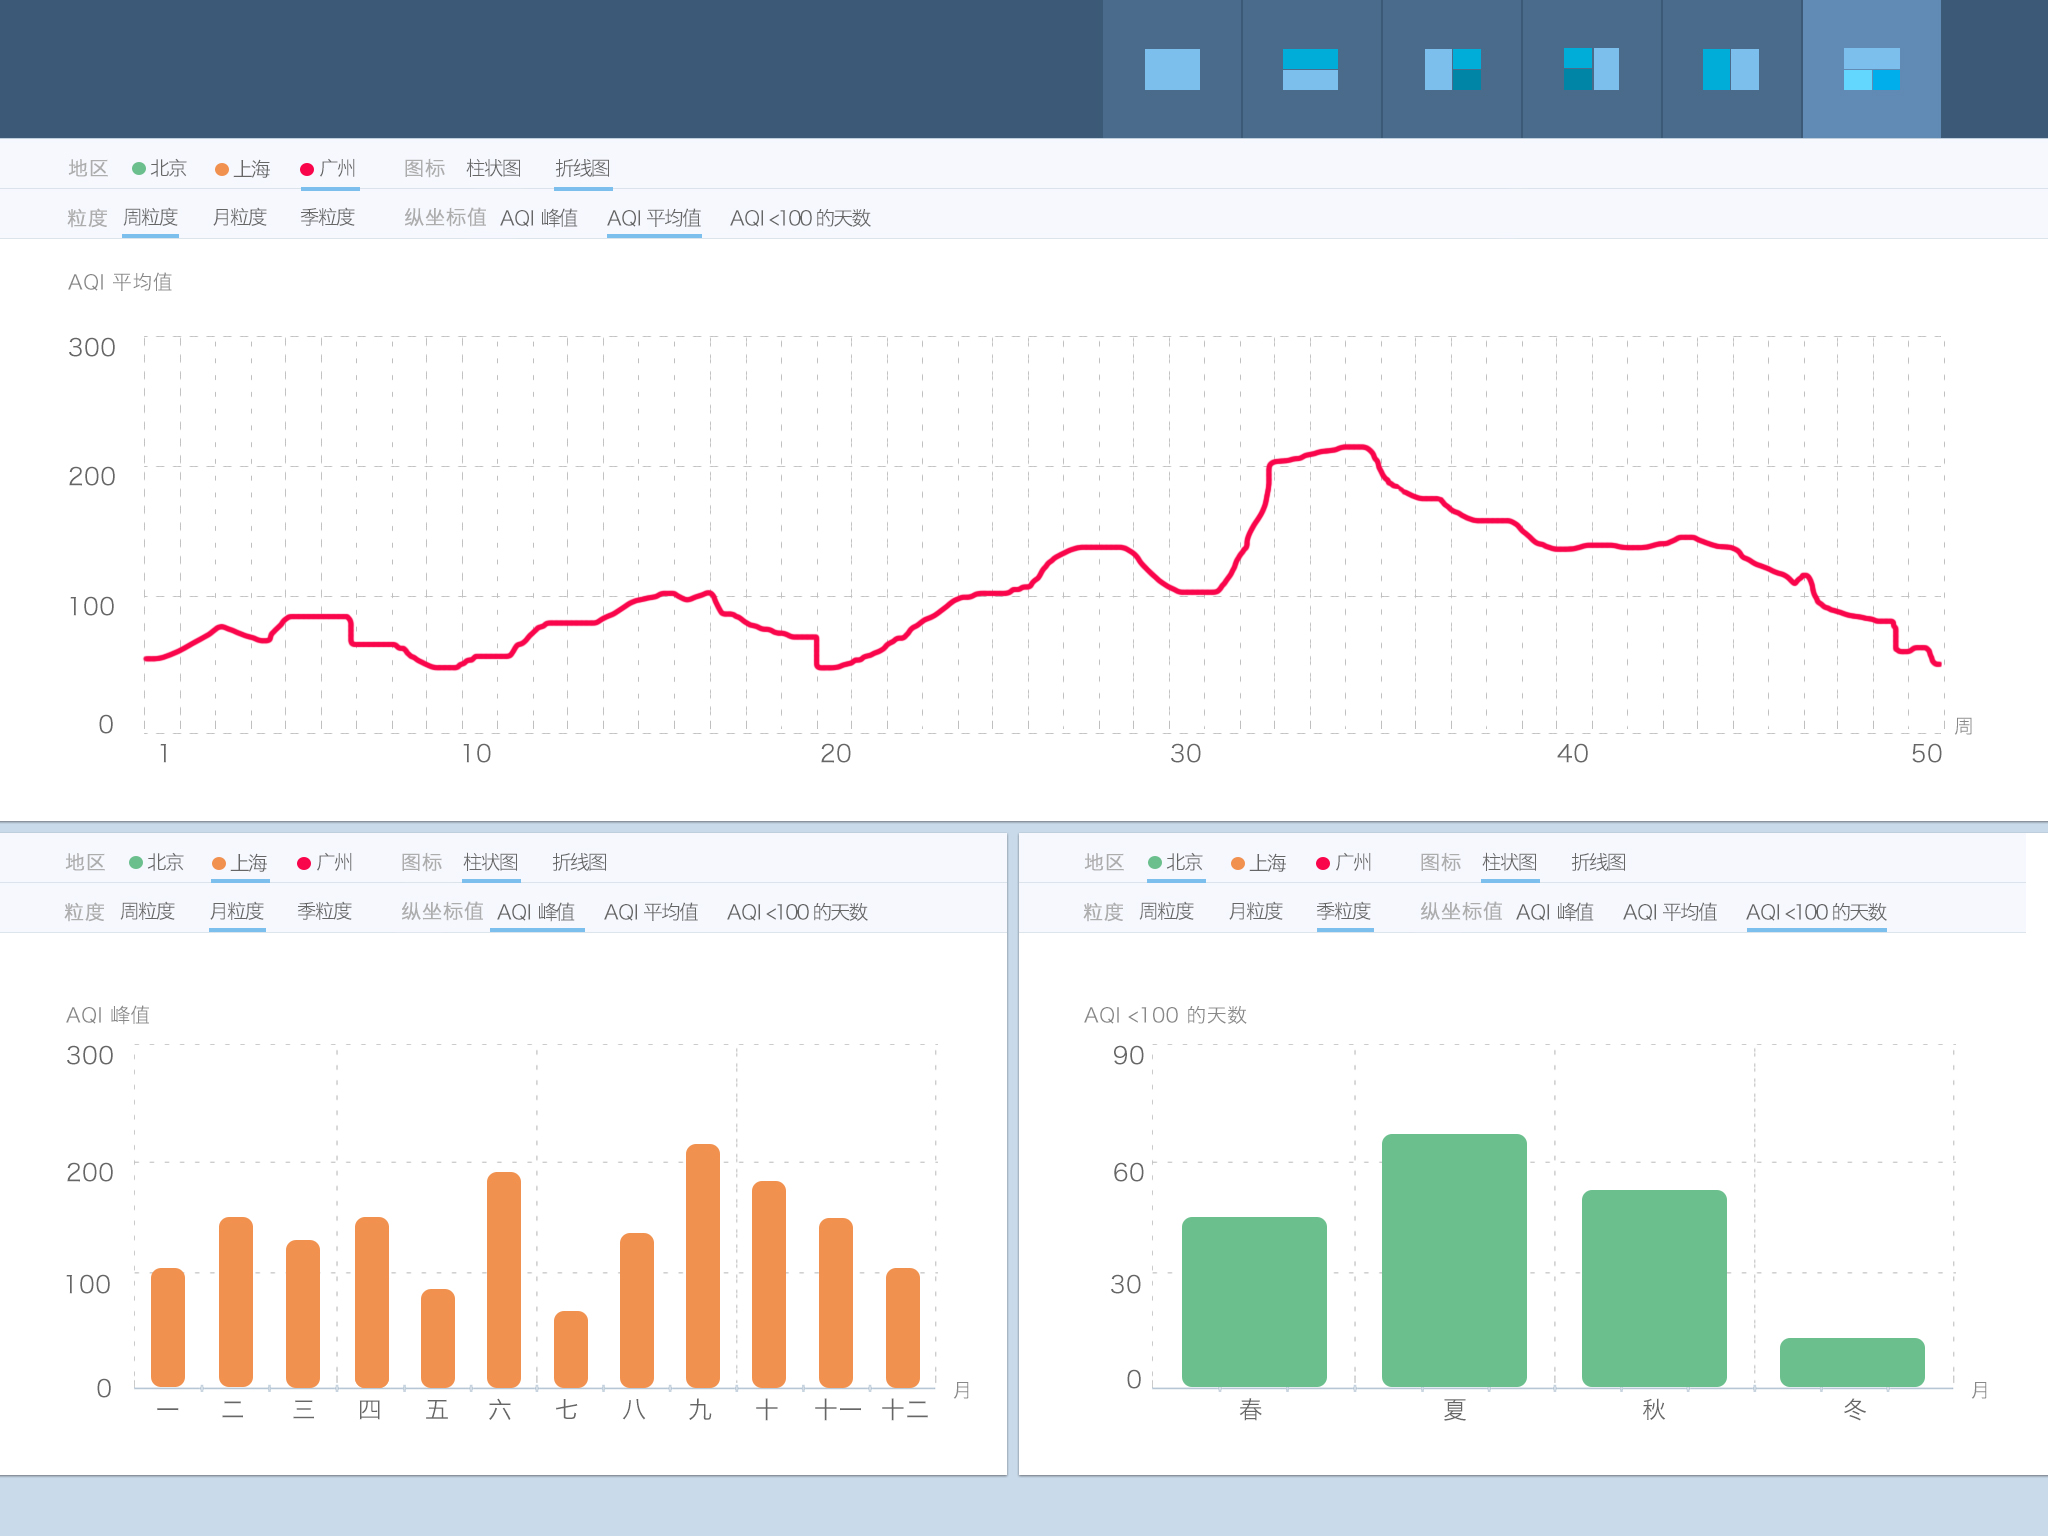 地区 北京 上海 广州 图标 柱状图 折线图
粒度 周粒度 月粒度 季粒度 纵坐标值 AQI 峰值 AQI 平均值 AQI <100 的天数
AQI 平均值
300
200
100
0
周
1 10 20 30 40 50
地区 北京 上海 广州 图标 柱状图 折线图
粒度 周粒度 月粒度 季粒度 纵坐标值 AQI 峰值 AQI 平均值 AQI <100 的天数
AQI 峰值
300
200
100
0
月
一 二 三 四 五 六 七 八 九 十 十一 十二
地区 北京 上海 广州 图标 柱状图 折线图
粒度 周粒度 月粒度 季粒度 纵坐标值 AQI 峰值 AQI 平均值 AQI <100 的天数
AQI <100 的天数
90
60
30
0
月
春 夏 秋 冬